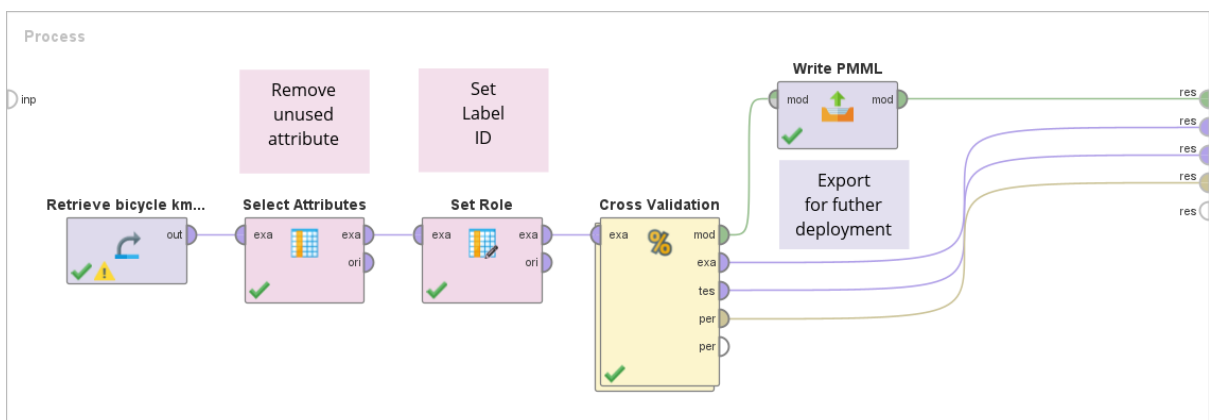 Process
inp
Remove
unused
attribute
Set
Label
ID
Write PMML
mod
mod
Export
for futher
deployment
res
res
res
res
res
Retrieve bicycle km...
out
Select Attributes
exa
exa
ori
Set Role
exa
exa
ori
Cross Validation
exa
%
mod
exa
tes
per
per